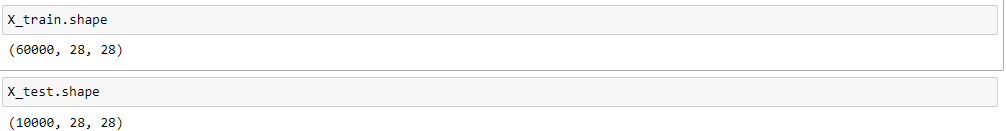 X_train.shape
(60000, 28, 28)
X_test.shape
(10000, 28, 28)